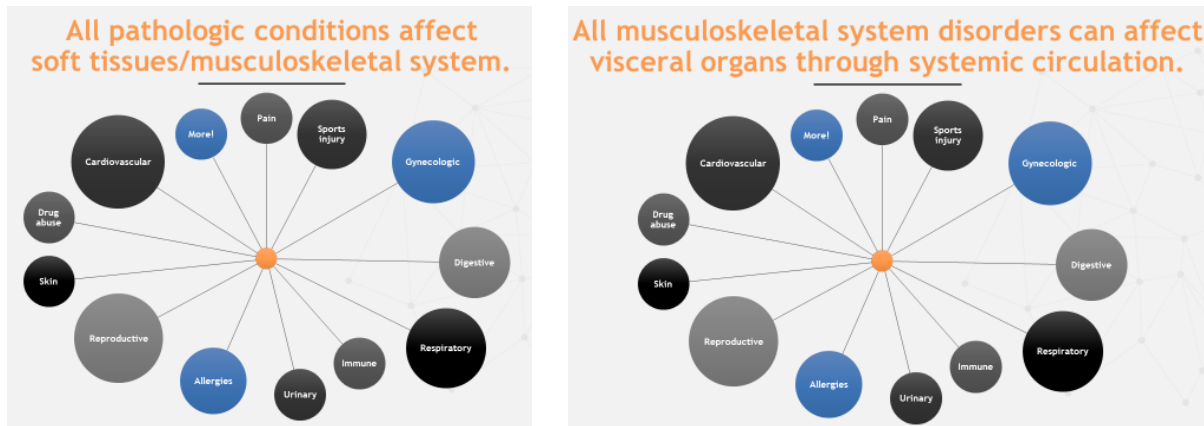 All pathologic conditions affect
soft tissues/musculoskeletal system.
More!
Pain
Sports
injury
Cardiovascular
Gynecologic
Drug
abuse
Digestive
Skin
Reproductive
Respiratory
Immune
Allergies
Urinary
All musculoskeletal system disorders can affect
visceral organs through systemic circulation.
More!
Pain
Sports
injury
Cardiovascular
Gynecologic
Drug
abuse
Digestive
Skin
Reproductive
Respiratory
Immune
Allergies
Urinary